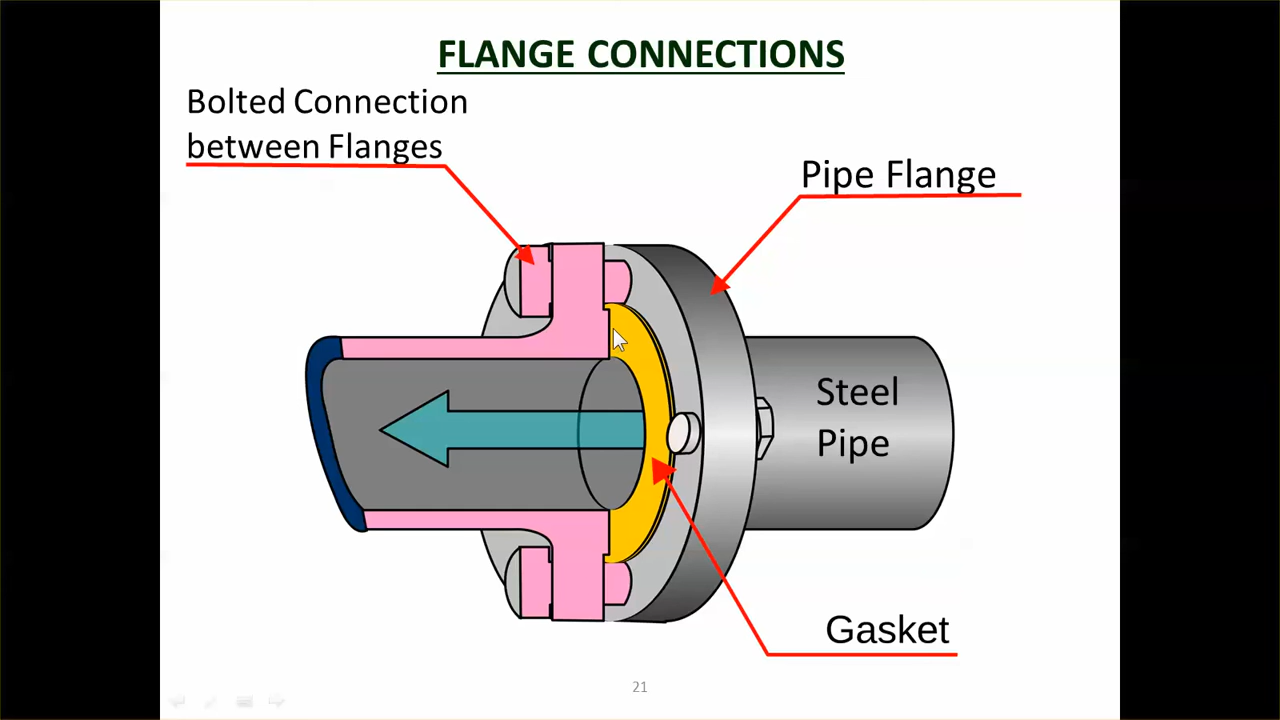 FLANGE CONNECTIONS
Bolted Connection
between Flanges
Pipe Flange
Steel
Pipe
Gasket
21